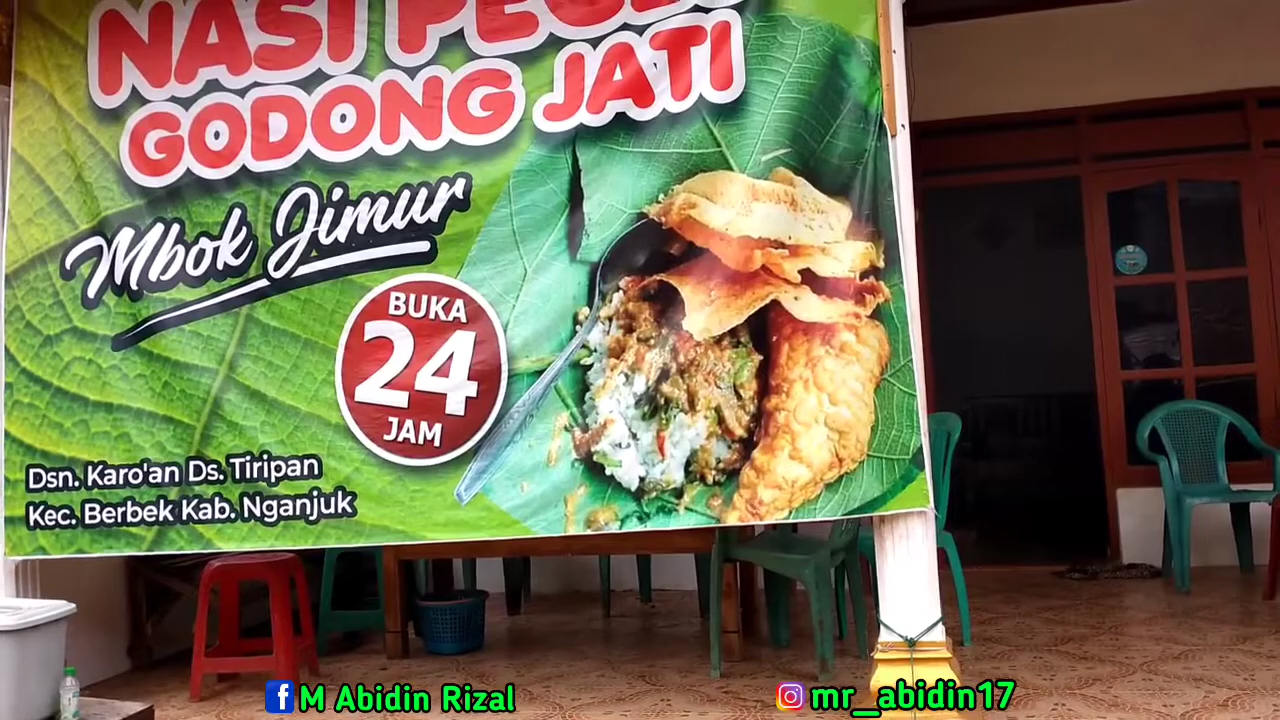 NASI
GODONG JATI
Mbok Jimur
BUKA
24
JAM
Dsn. Karo'an Ds. Tiripan
Kec. Berbek Kab. Nganjuk
M Abidin Rizal
mr_abidin17